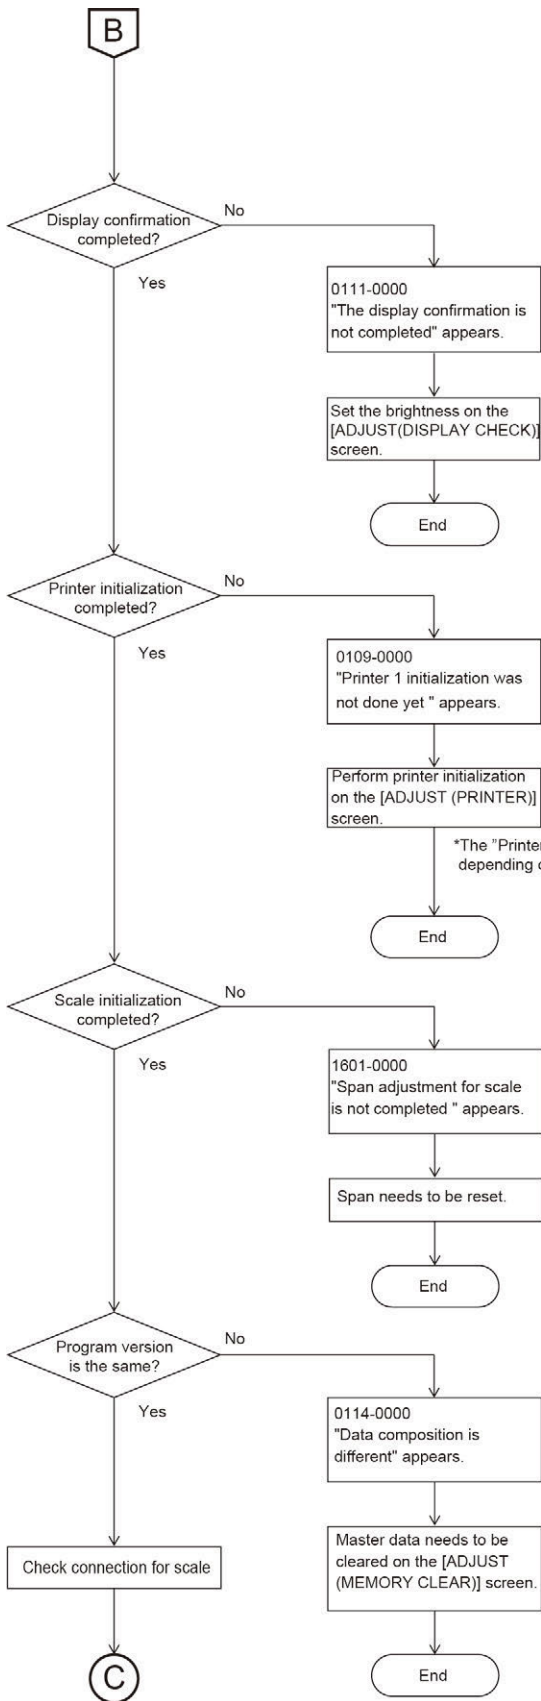 B
Display confirmation
completed?
No
Yes
0111-0000
"The display confirmation is
not completed" appears.
Set the brightness on the
[ADJUST(DISPLAY CHECK)]
screen.
End
Printer initialization
completed?
No
Yes
0109-0000
"Printer 1 initialization was
not done yet " appears.
Perform printer initialization
on the [ADJUST (PRINTER)]
screen.
*The "Printer
depending
End
Scale initialization
completed?
No
Yes
1601-0000
"Span adjustment for scale
is not completed " appears.
Span needs to be reset.
End
Program version
is the same?
No
Yes
0114-0000
"Data composition is
different" appears.
Check connection for scale
Master data needs to be
cleared on the [ADJUST
(MEMORY CLEAR)] screen.
C
End